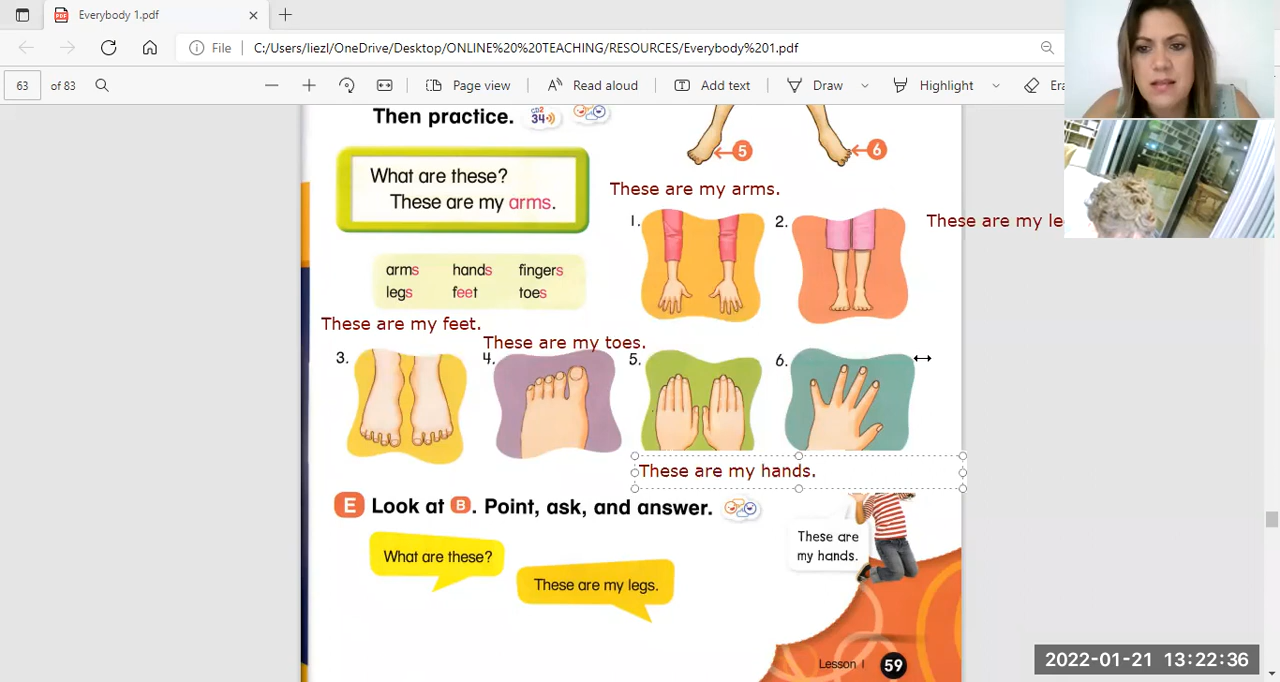 Everybody 1.pdf
File
C:/Users/liezl/OneDrive/Desktop/ONLINE%20%20TEACHING/RESOURCES/Everybody%201.pdf
63 of 83
Page view
Read aloud
Add text
Draw
Highlight
Era
Then practice.
CD2
34
5
6
What are these?
These are my arms.
These are my arms.
1.
2.
These are my le
arms hands fingers
legs feet toes
These are my feet.
These are my toes.
3.
4.
5.
6.
These are my hands.
E Look at B. Point, ask, and answer.
What are these?
These are my legs.
These are
my hands.
Lesson 1 59
2022-01-21 13:22:36